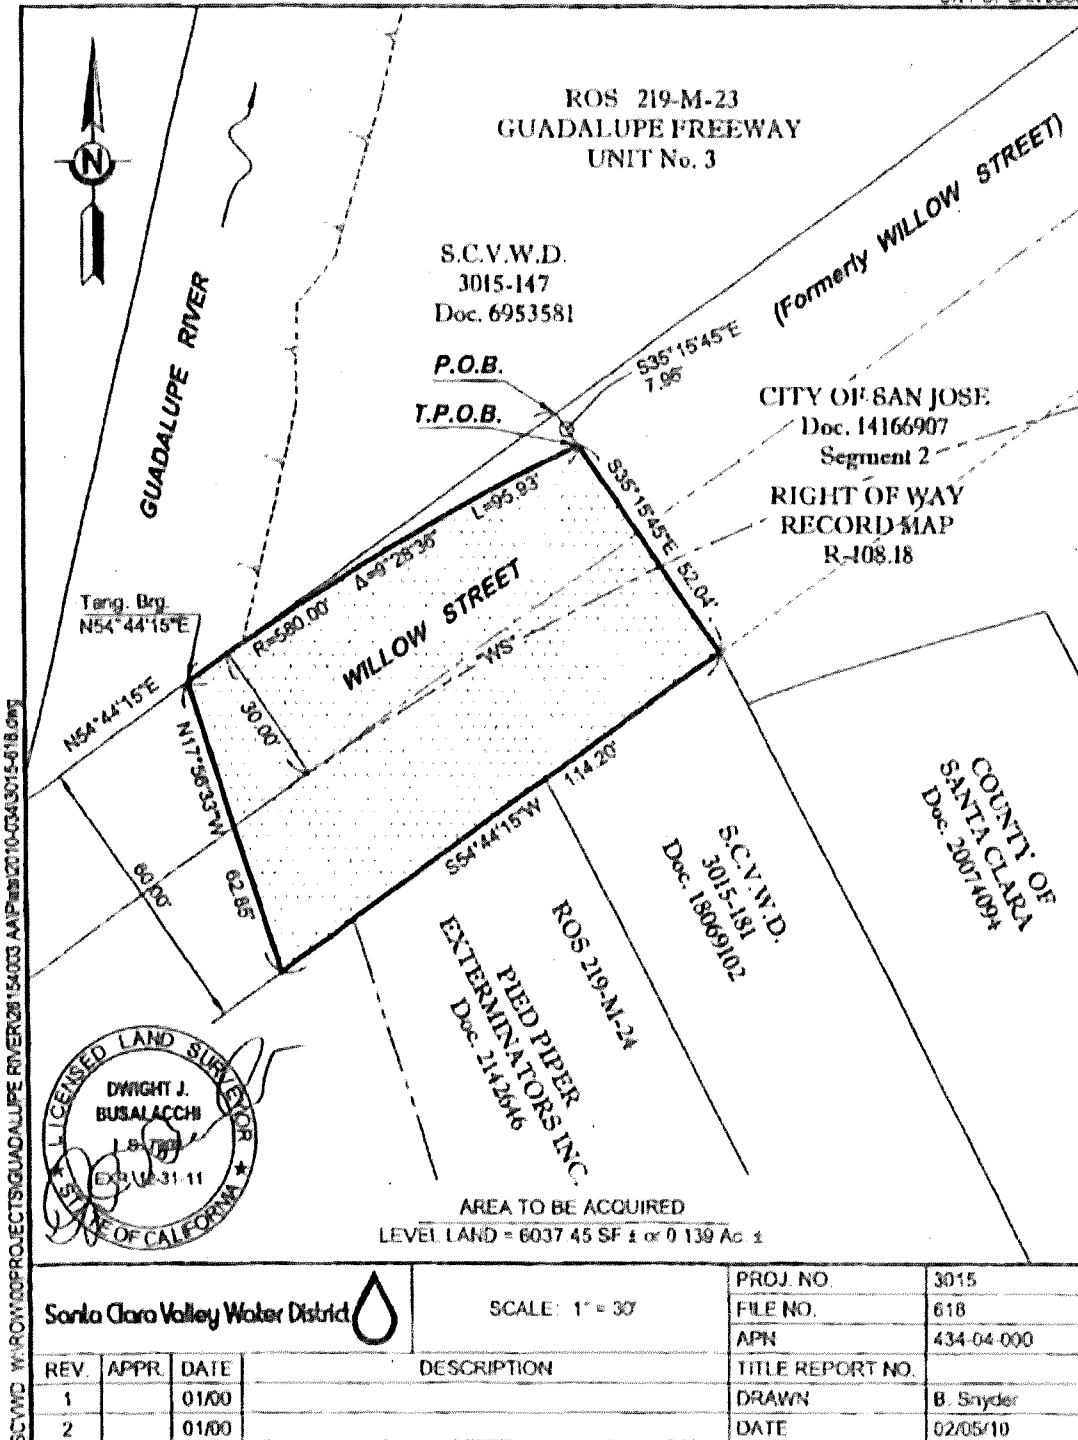 N
ROS 219-M-23
GUADALUPE FREEWAY
UNIT No. 3
(Formerly WILLOW STREET)
S.C.V.W.D.
3015-147
Doc. 6953581
GUADALUPE RIVER
S35°15'45"E
7.96'
P.O.B.
T.P.O.B.
CITY OF SAN JOSE
Doc. 14166907
Segment 2
RIGHT OF WAY
RECORD MAP
R-108.18
S35°15'45"E 52.04'
L=95.93'
Δ=9°28'36"
R=580.00'
WILLOW STREET
"WS"
Tang. Brg.
N54°44'15"E
N54°44'15"E
30.00'
N17°56'33"W
62.85'
60.00'
S54°44'15"W 114.20'
COUNTY OF
SANTA CLARA
Doc. 20074094
S.C.V.W.D.
3015-181
Doc. 18069102
ROS 219-M-24
PIED PIPER
EXTERMINATORS INC.
Doc. 2142646
LICENSED LAND SURVEYOR
DWIGHT J.
BUSALACCHI
EXP. 12-31-11
STATE OF CALIFORNIA
AREA TO BE ACQUIRED
LEVEL LAND = 6037.45 SF ± or 0.139 Ac. ±
Santa Clara Valley Water District
SCALE: 1" = 30'
PROJ. NO. 3015
FILE NO. 618
APN 434-04-000
TITLE REPORT NO.
DRAWN B. Snyder
DATE 02/05/10
REV. APPR. DATE DESCRIPTION
1 01/00
2 01/00